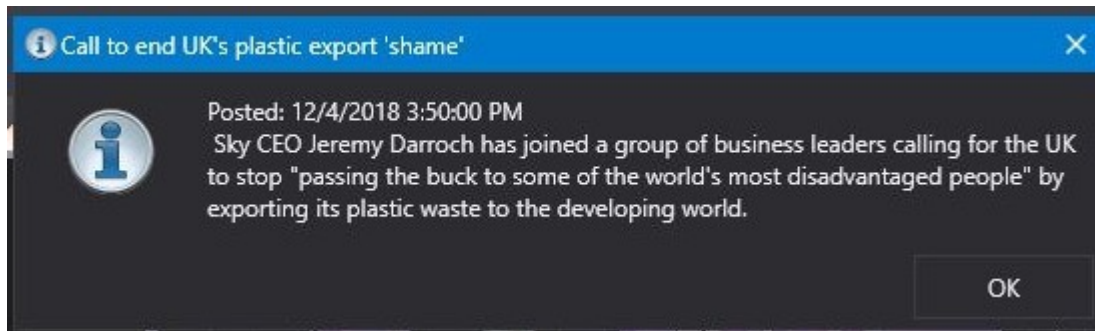 Call to end UK's plastic export 'shame'
Posted: 12/4/2018 3:50:00 PM
Sky CEO Jeremy Darroch has joined a group of business leaders calling for the UK
to stop "passing the buck to some of the world's most disadvantaged people" by
exporting its plastic waste to the developing world.
OK